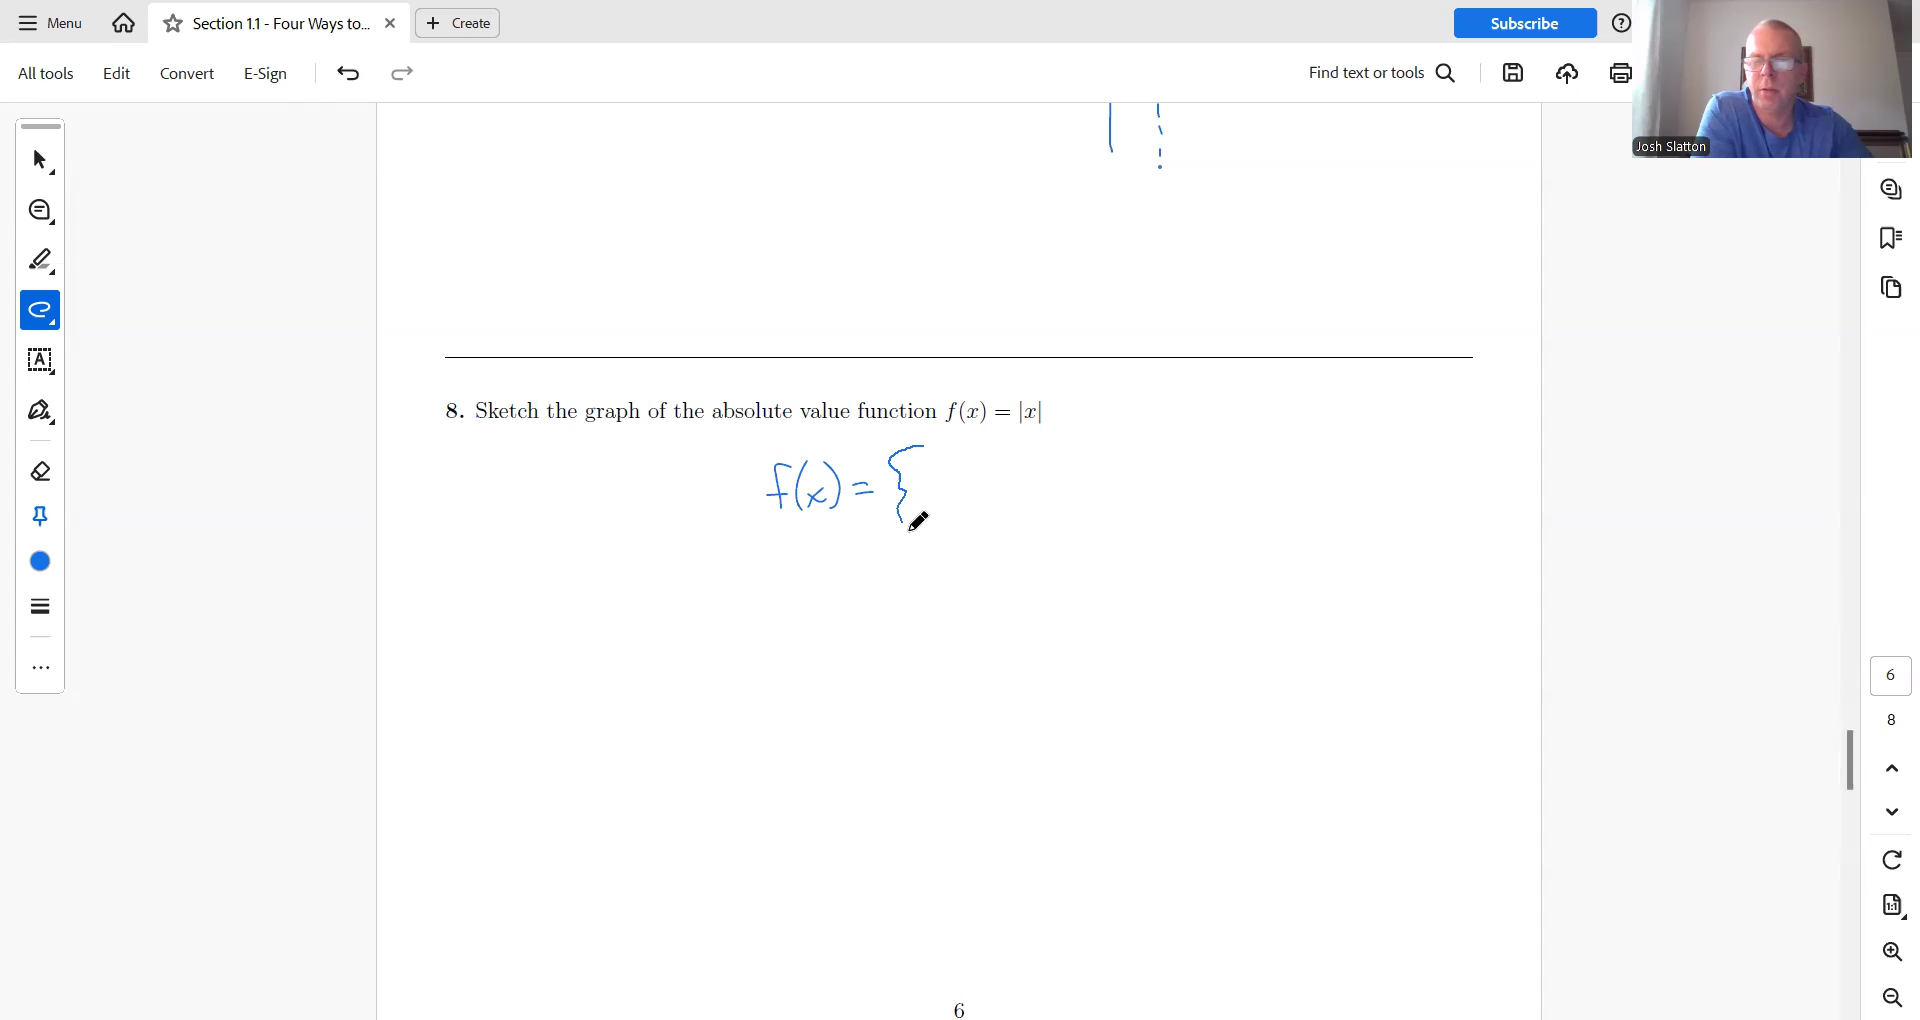 Menu
Section 1.1 - Four Ways to...
Create
Subscribe
All tools
Edit
Convert
E-Sign
Find text or tools
Josh Slatton
8. Sketch the graph of the absolute value function f(x) = |x|
f(x) = {
6
8
6